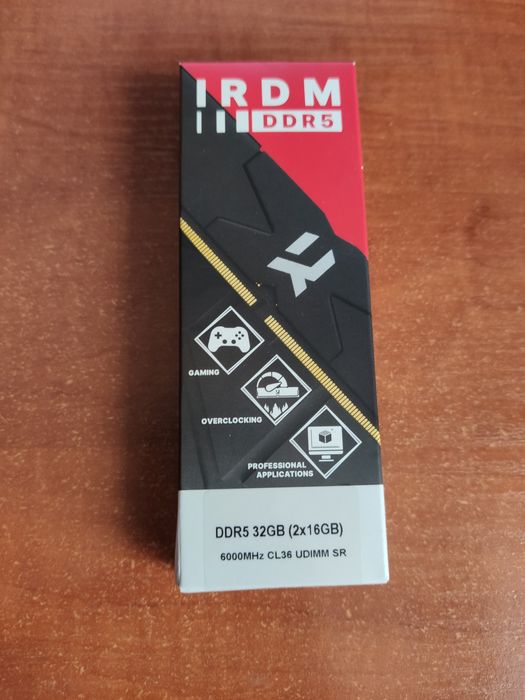 IRDM
DDR5
GAMING
OVERCLOCKING
PROFESSIONAL
APPLICATIONS
DDR5 32GB (2x16GB)
6000MHz CL36 UDIMM SR